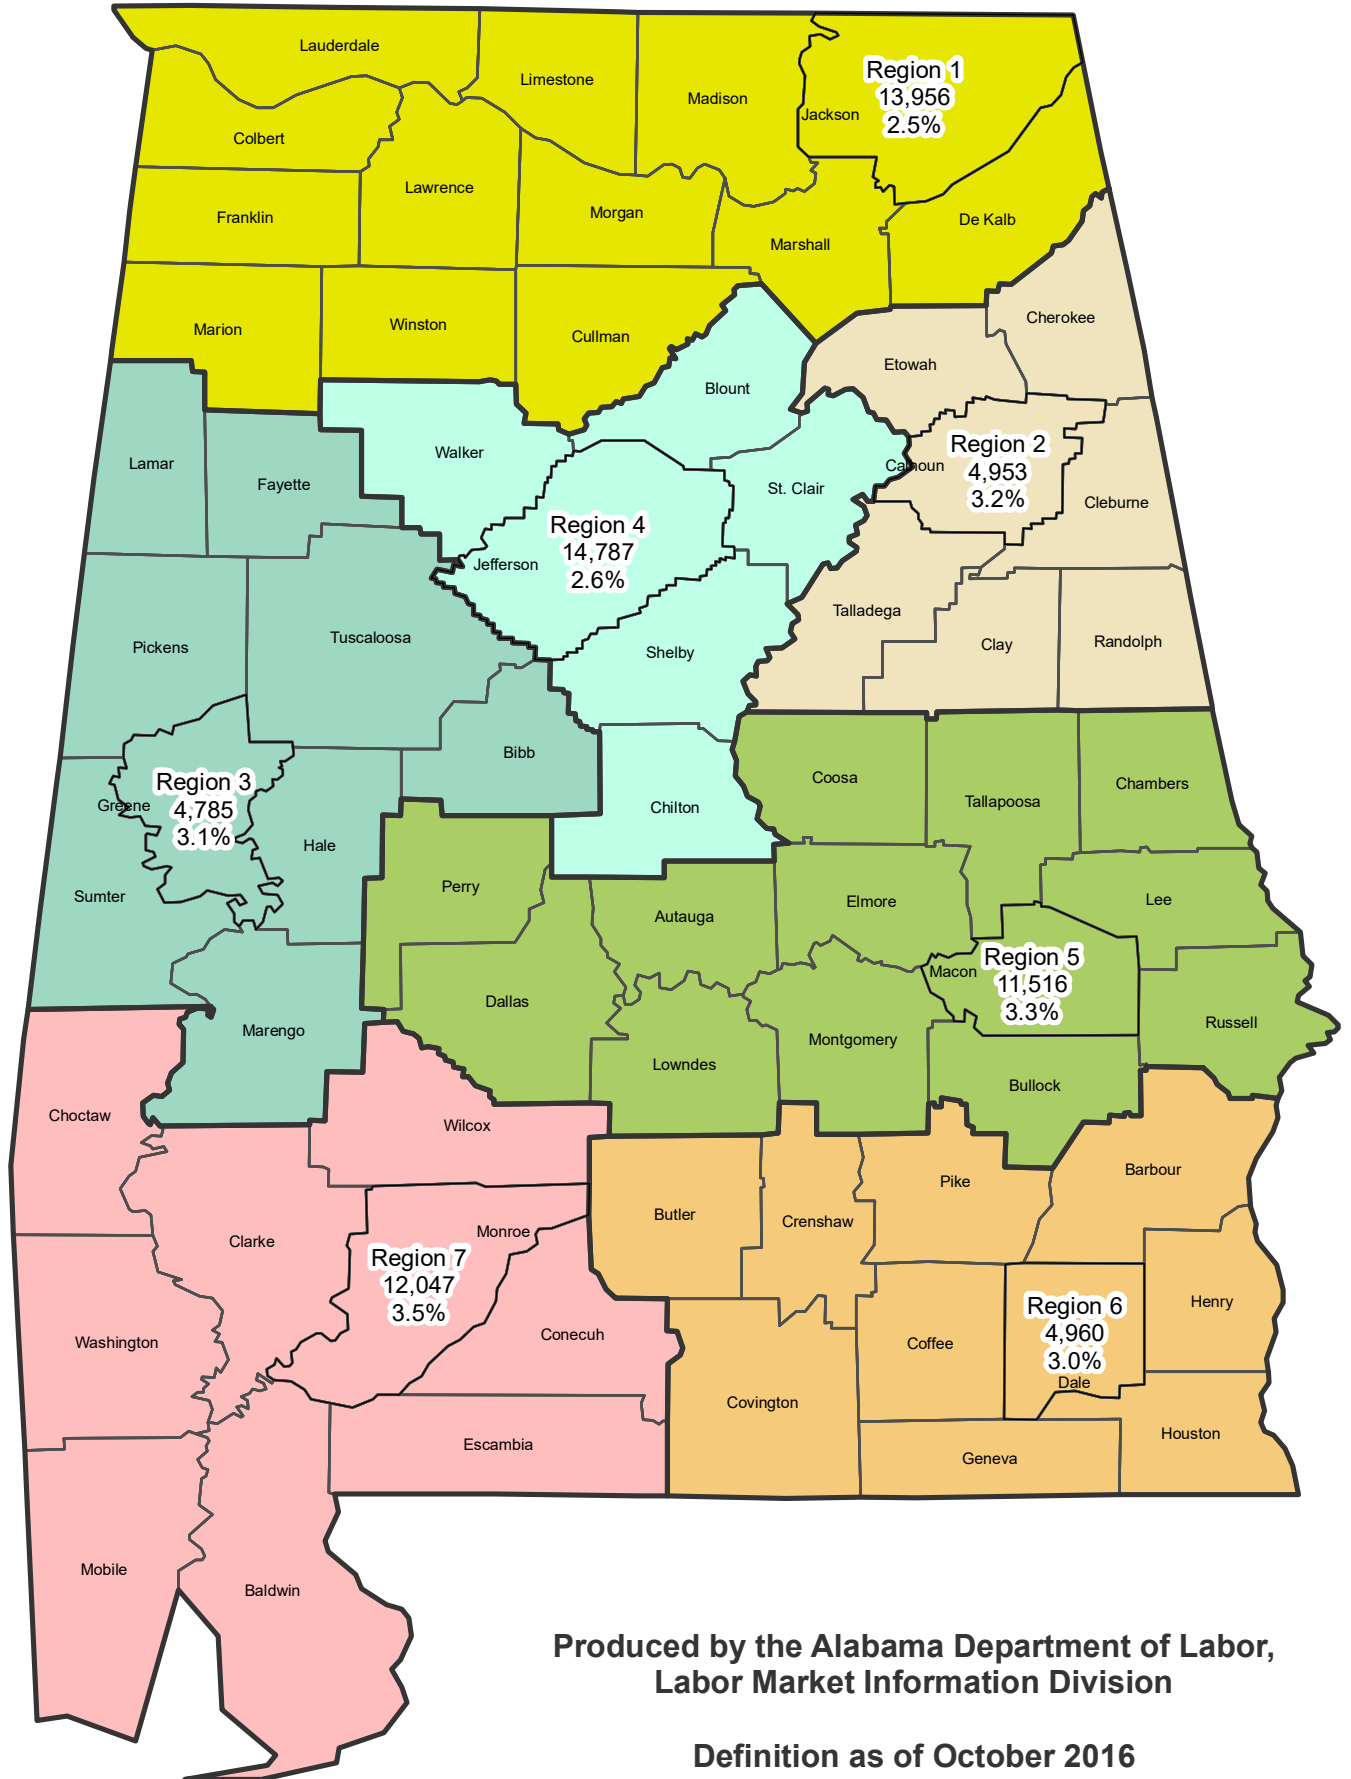 Lauderdale
Limestone
Madison
Region 1
13,956
2.5%
Jackson
Colbert
Lawrence
Franklin
Morgan
De Kalb
Marshall
Cherokee
Marion
Winston
Cullman
Etowah
Blount
Region 2
4,953
3.2%
Calhoun
Walker
Lamar
Fayette
St. Clair
Cleburne
Region 4
14,787
2.6%
Jefferson
Talladega
Tuscaloosa
Pickens
Shelby
Clay
Randolph
Bibb
Coosa
Chambers
Region 3
4,785
3.1%
Greene
Tallapoosa
Chilton
Hale
Perry
Sumter
Autauga
Elmore
Lee
Region 5
11,516
3.3%
Macon
Dallas
Russell
Marengo
Montgomery
Lowndes
Bullock
Choctaw
Wilcox
Barbour
Pike
Butler
Crenshaw
Monroe
Clarke
Region 7
12,047
3.5%
Henry
Region 6
4,960
3.0%
Dale
Washington
Conecuh
Coffee
Covington
Houston
Escambia
Geneva
Mobile
Baldwin
Produced by the Alabama Department of Labor,
Labor Market Information Division
Definition as of October 2016